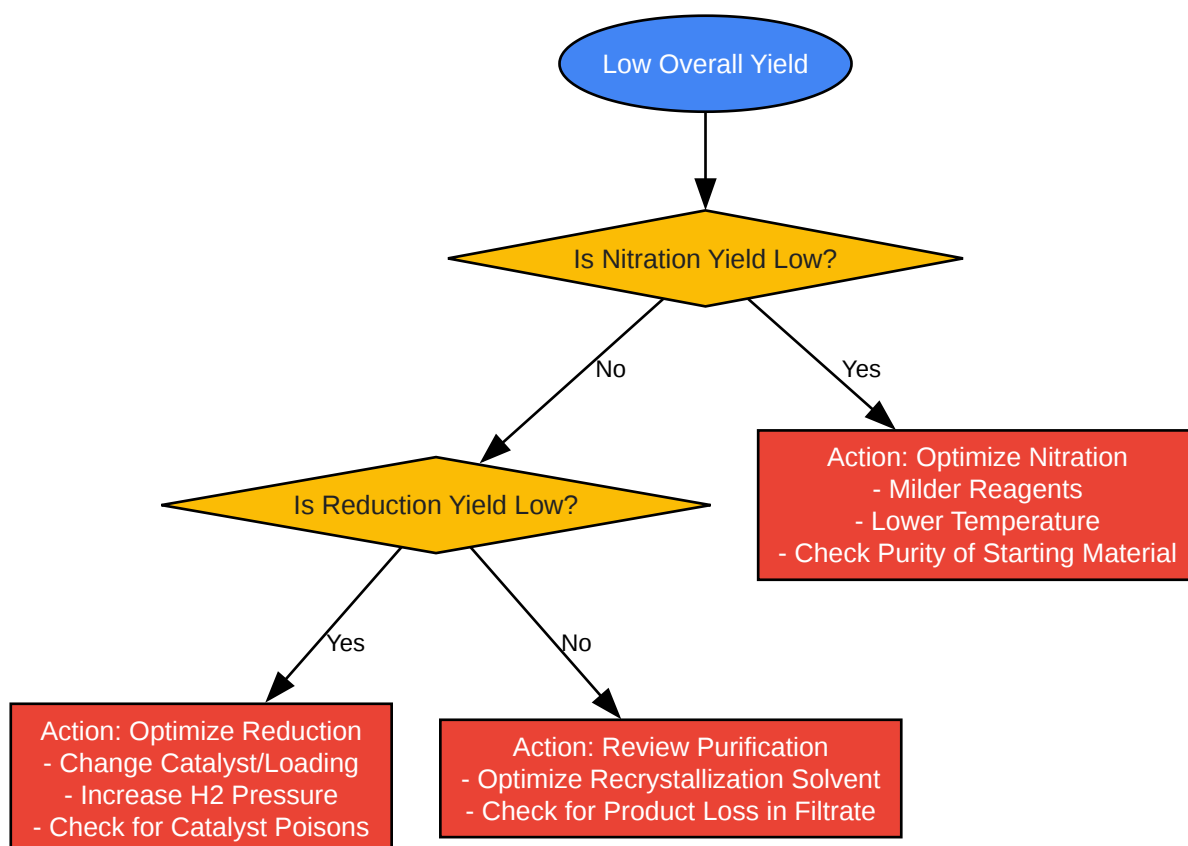 Low Overall Yield
Is Nitration Yield Low?
No
Yes
Action: Optimize Nitration
- Milder Reagents
- Lower Temperature
- Check Purity of Starting Material
Is Reduction Yield Low?
Yes
No
Action: Optimize Reduction
- Change Catalyst/Loading
- Increase H2 Pressure
- Check for Catalyst Poisons
Action: Review Purification
- Optimize Recrystallization Solvent
- Check for Product Loss in Filtrate